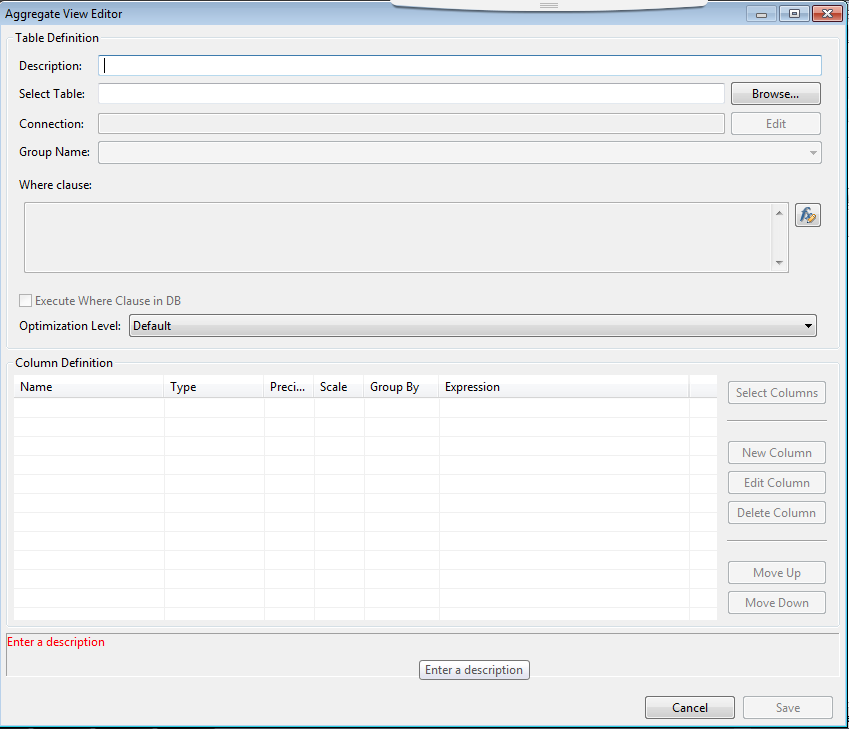 Aggregate View Editor
Table Definition
Description:
Select Table: Browse...
Connection: Edit
Group Name:
Where clause:
Execute Where Clause in DB
Optimization Level: Default
Column Definition
Name Type Preci... Scale Group By Expression
Select Columns
New Column
Edit Column
Delete Column
Move Up
Move Down
Enter a description
Enter a description
Cancel Save